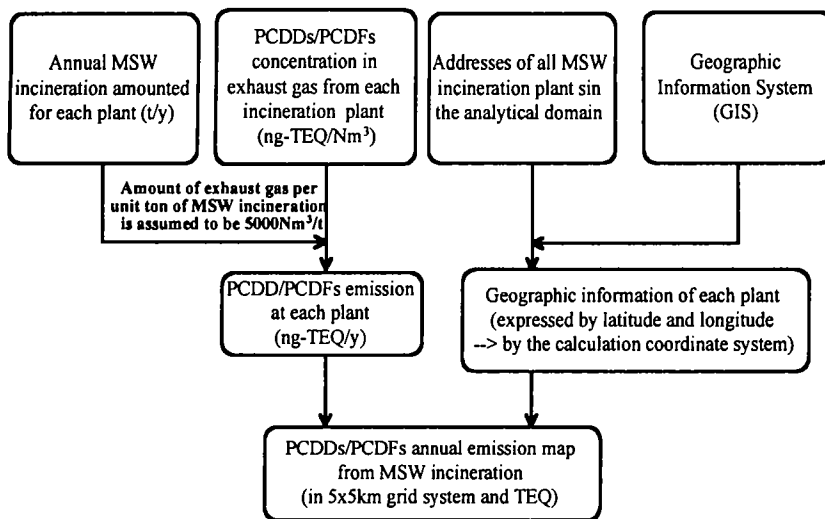 Annual MSW
incineration amounted
for each plant (t/y)
PCDDs/PCDFs
concentration in
exhaust gas from each
incineration plant
(ng-TEQ/Nm³)
Addresses of all MSW
incineration plant sin
the analytical domain
Geographic
Information System
(GIS)
Amount of exhaust gas per
unit ton of MSW incineration
is assumed to be 5000Nm³/t
PCDD/PCDFs emission
at each plant
(ng-TEQ/y)
Geographic information of each plant
(expressed by latitude and longitude
--> by the calculation coordinate system)
PCDDs/PCDFs annual emission map
from MSW incineration
(in 5x5km grid system and TEQ)